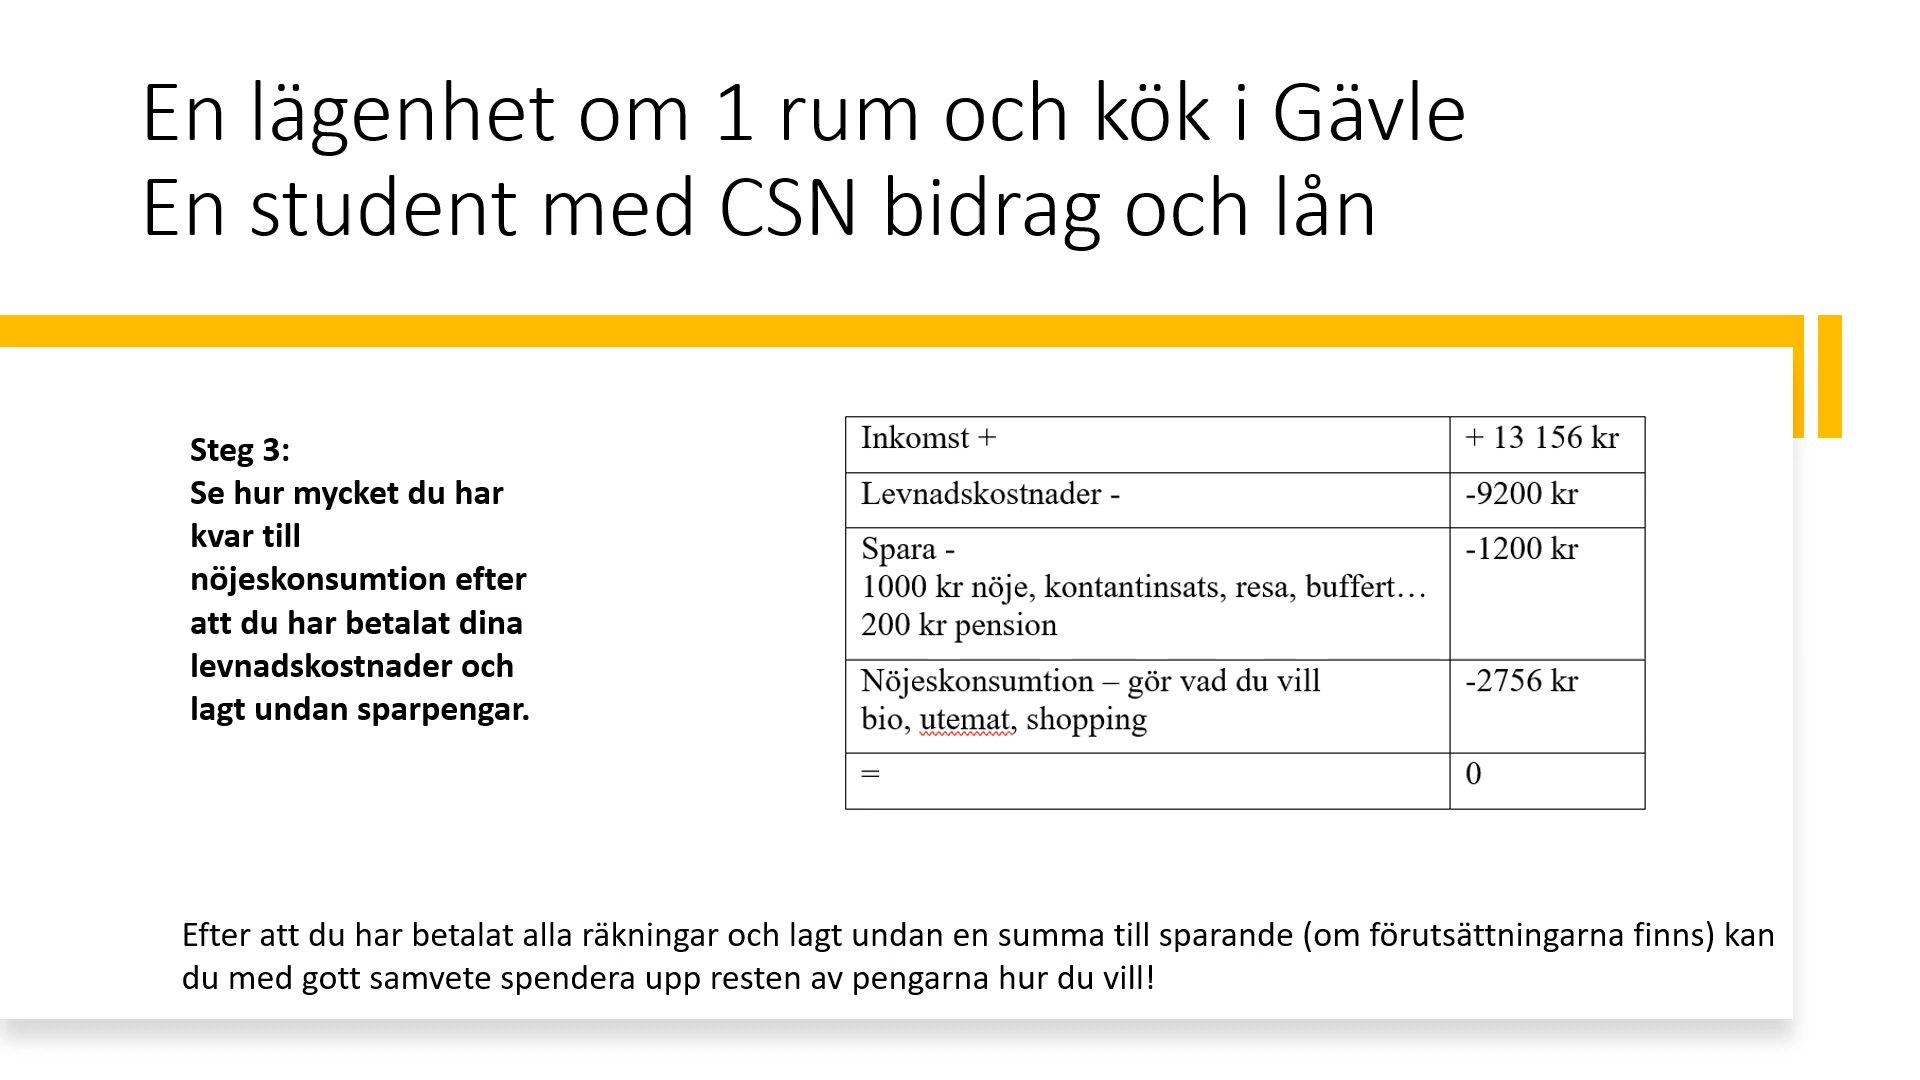 En lägenhet om 1 rum och kök i Gävle
En student med CSN bidrag och lån
Steg 3:
Se hur mycket du har
kvar till
nöjeskonsumtion efter
att du har betalat dina
levnadskostnader och
lagt undan sparpengar.
Inkomst + + 13 156 kr
Levnadskostnader - -9200 kr
Spara - -1200 kr
1000 kr nöje, kontantinsats, resa, buffert…
200 kr pension
Nöjeskonsumtion – gör vad du vill -2756 kr
bio, utemat, shopping
= 0
Efter att du har betalat alla räkningar och lagt undan en summa till sparande (om förutsättningarna finns) kan
du med gott samvete spendera upp resten av pengarna hur du vill!